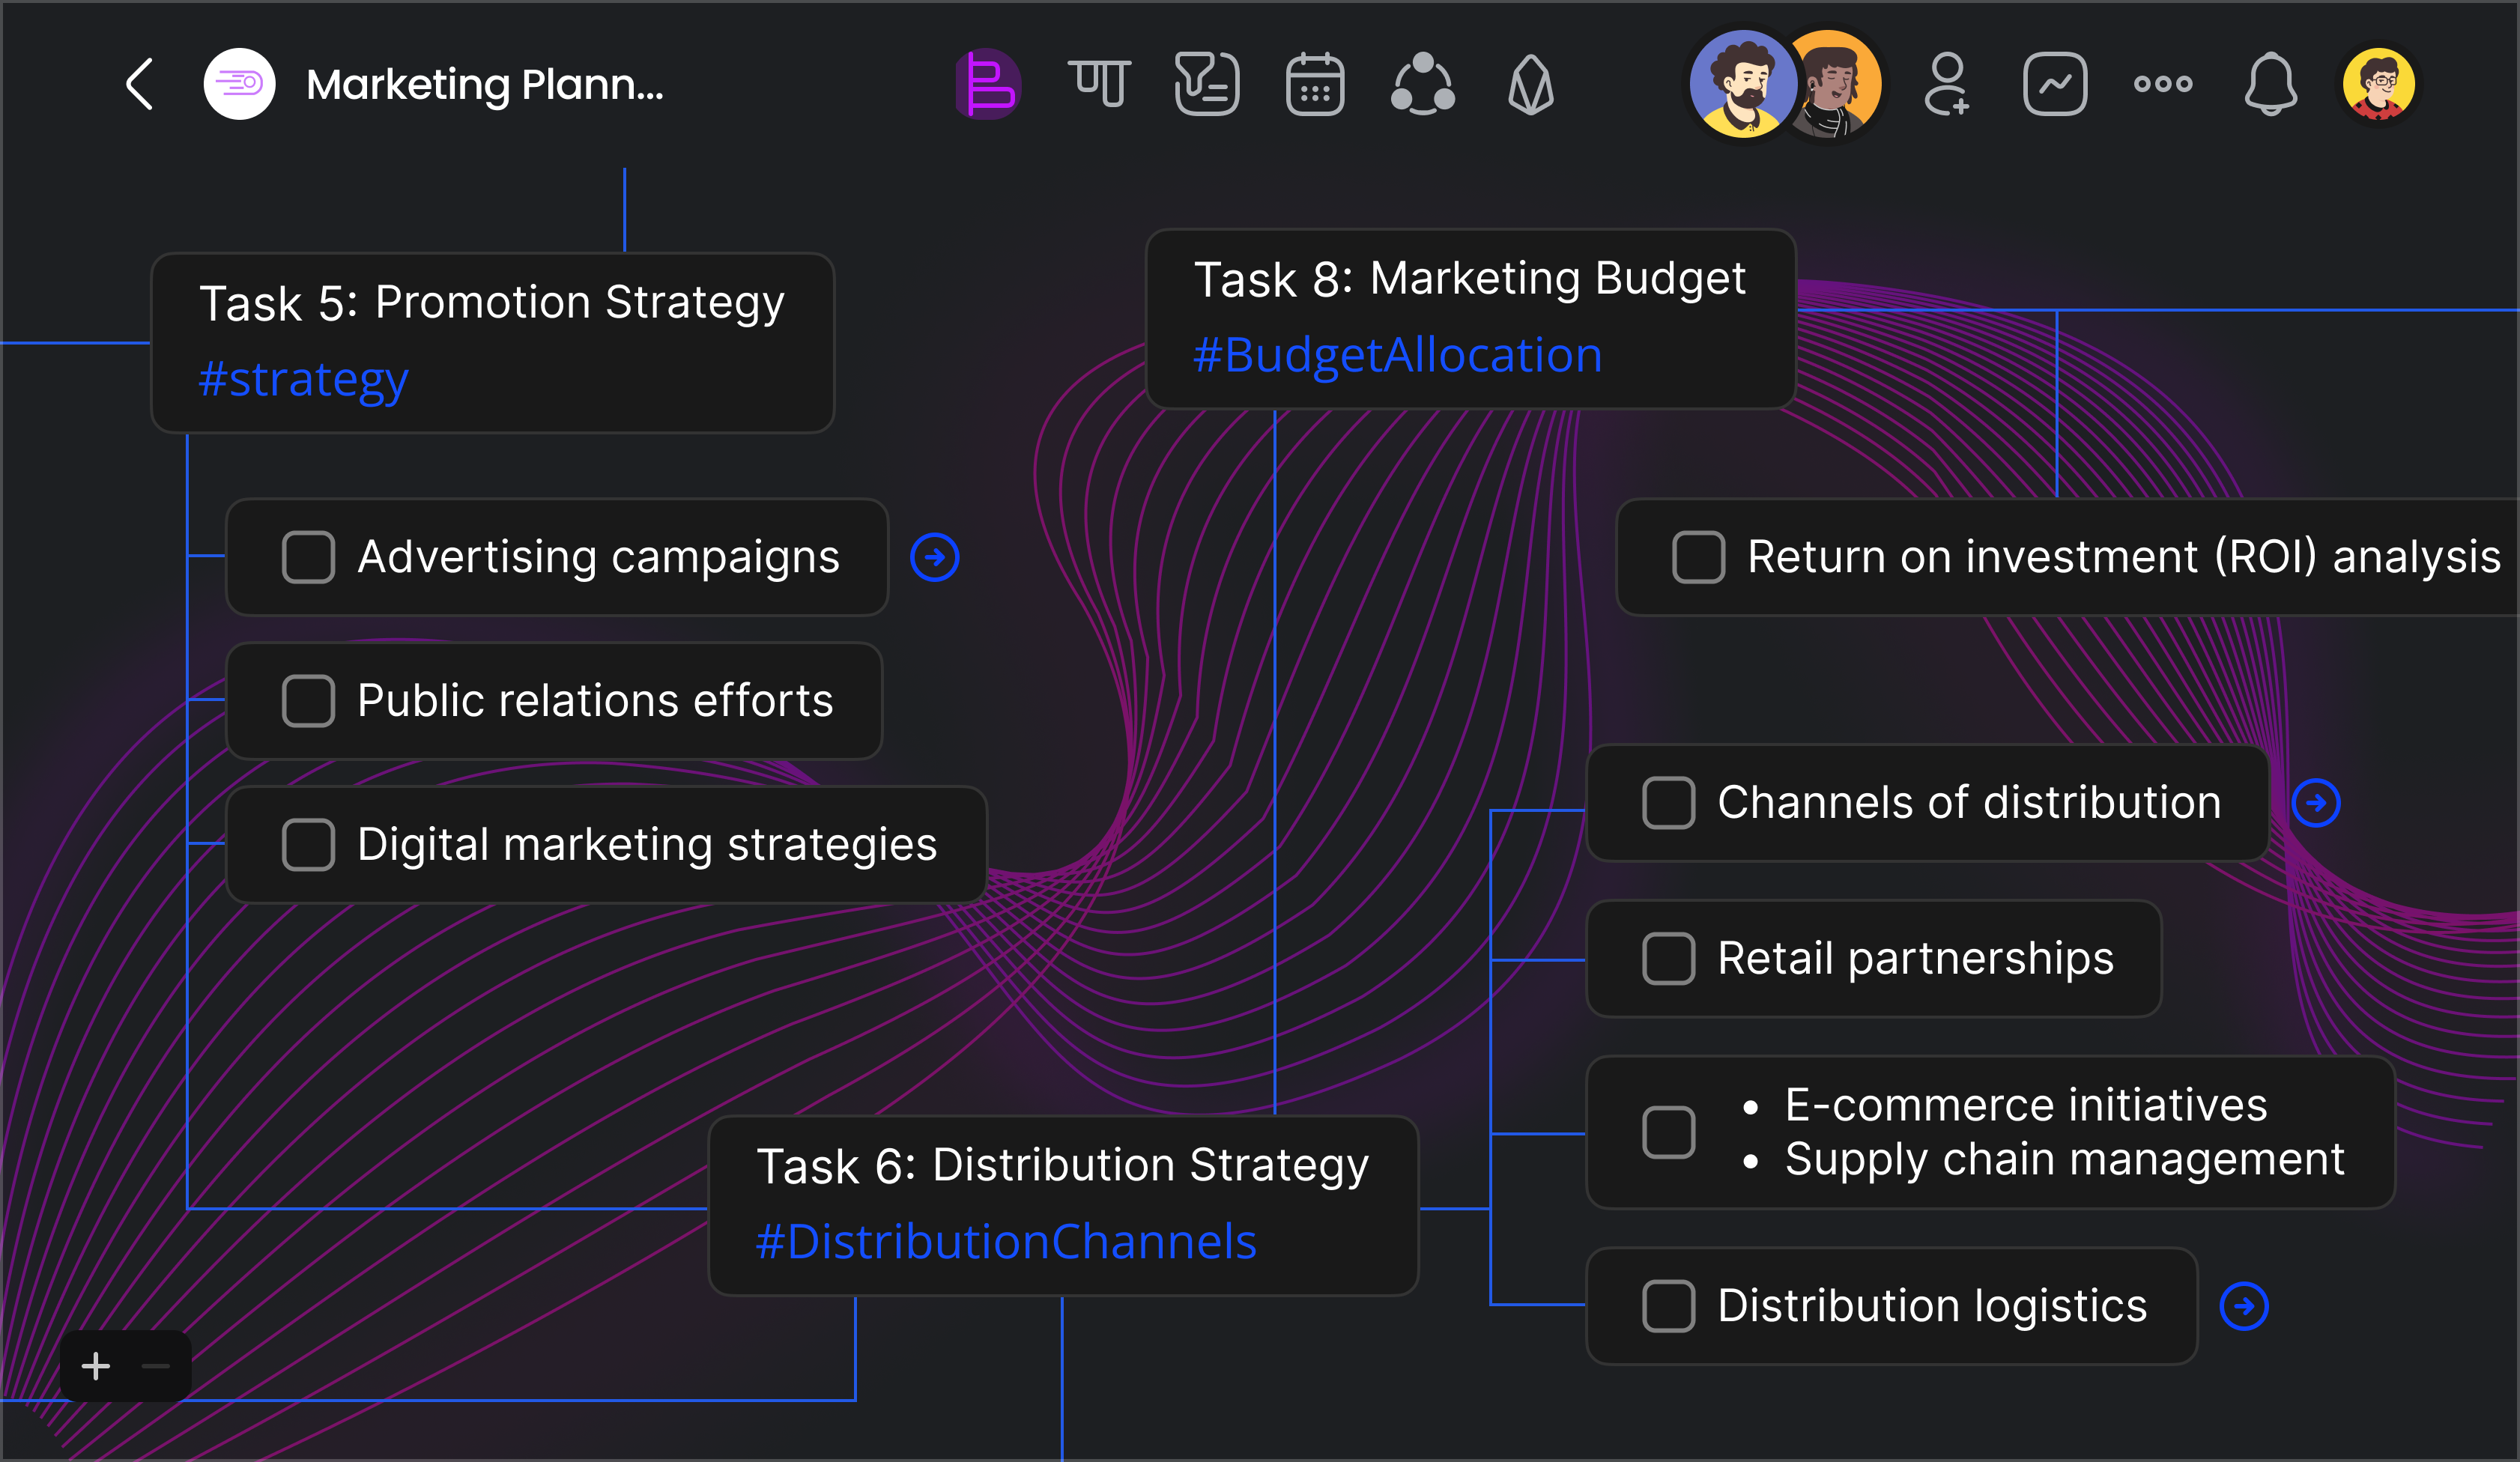 Marketing Plann...
Task 5: Promotion Strategy
#strategy
Advertising campaigns
Public relations efforts
Digital marketing strategies
Task 8: Marketing Budget
#BudgetAllocation
Return on investment (ROI) analysis
Channels of distribution
Retail partnerships
• E-commerce initiatives
• Supply chain management
Distribution logistics
Task 6: Distribution Strategy
#DistributionChannels